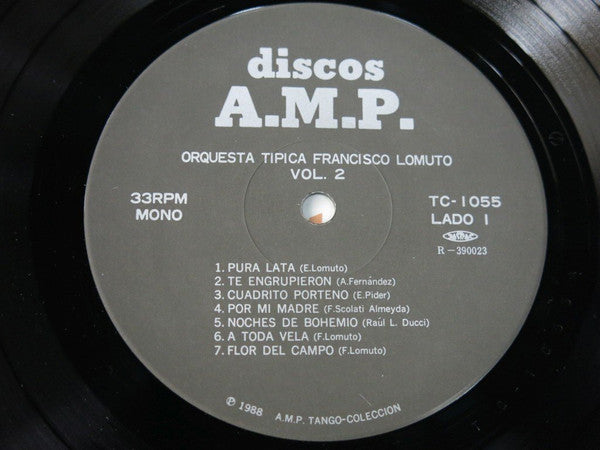 discos
A.M.P.
ORQUESTA TIPICA FRANCISCO LOMUTO
VOL. 2
33RPM
MONO
TC-1055
LADO 1
R-390023
1. PURA LATA (E.Lomuto)
2. TE ENGRUPIERON (A.Fernández)
3. CUADRITO PORTENO (E.Pider)
4. POR MI MADRE (F.Scolati Almeyda)
5. NOCHES DE BOHEMIO (Raúl L. Ducci)
6. A TODA VELA (F.Lomuto)
7. FLOR DEL CAMPO (F.Lomuto)
℗ 1988 A.M.P. TANGO-COLECCION